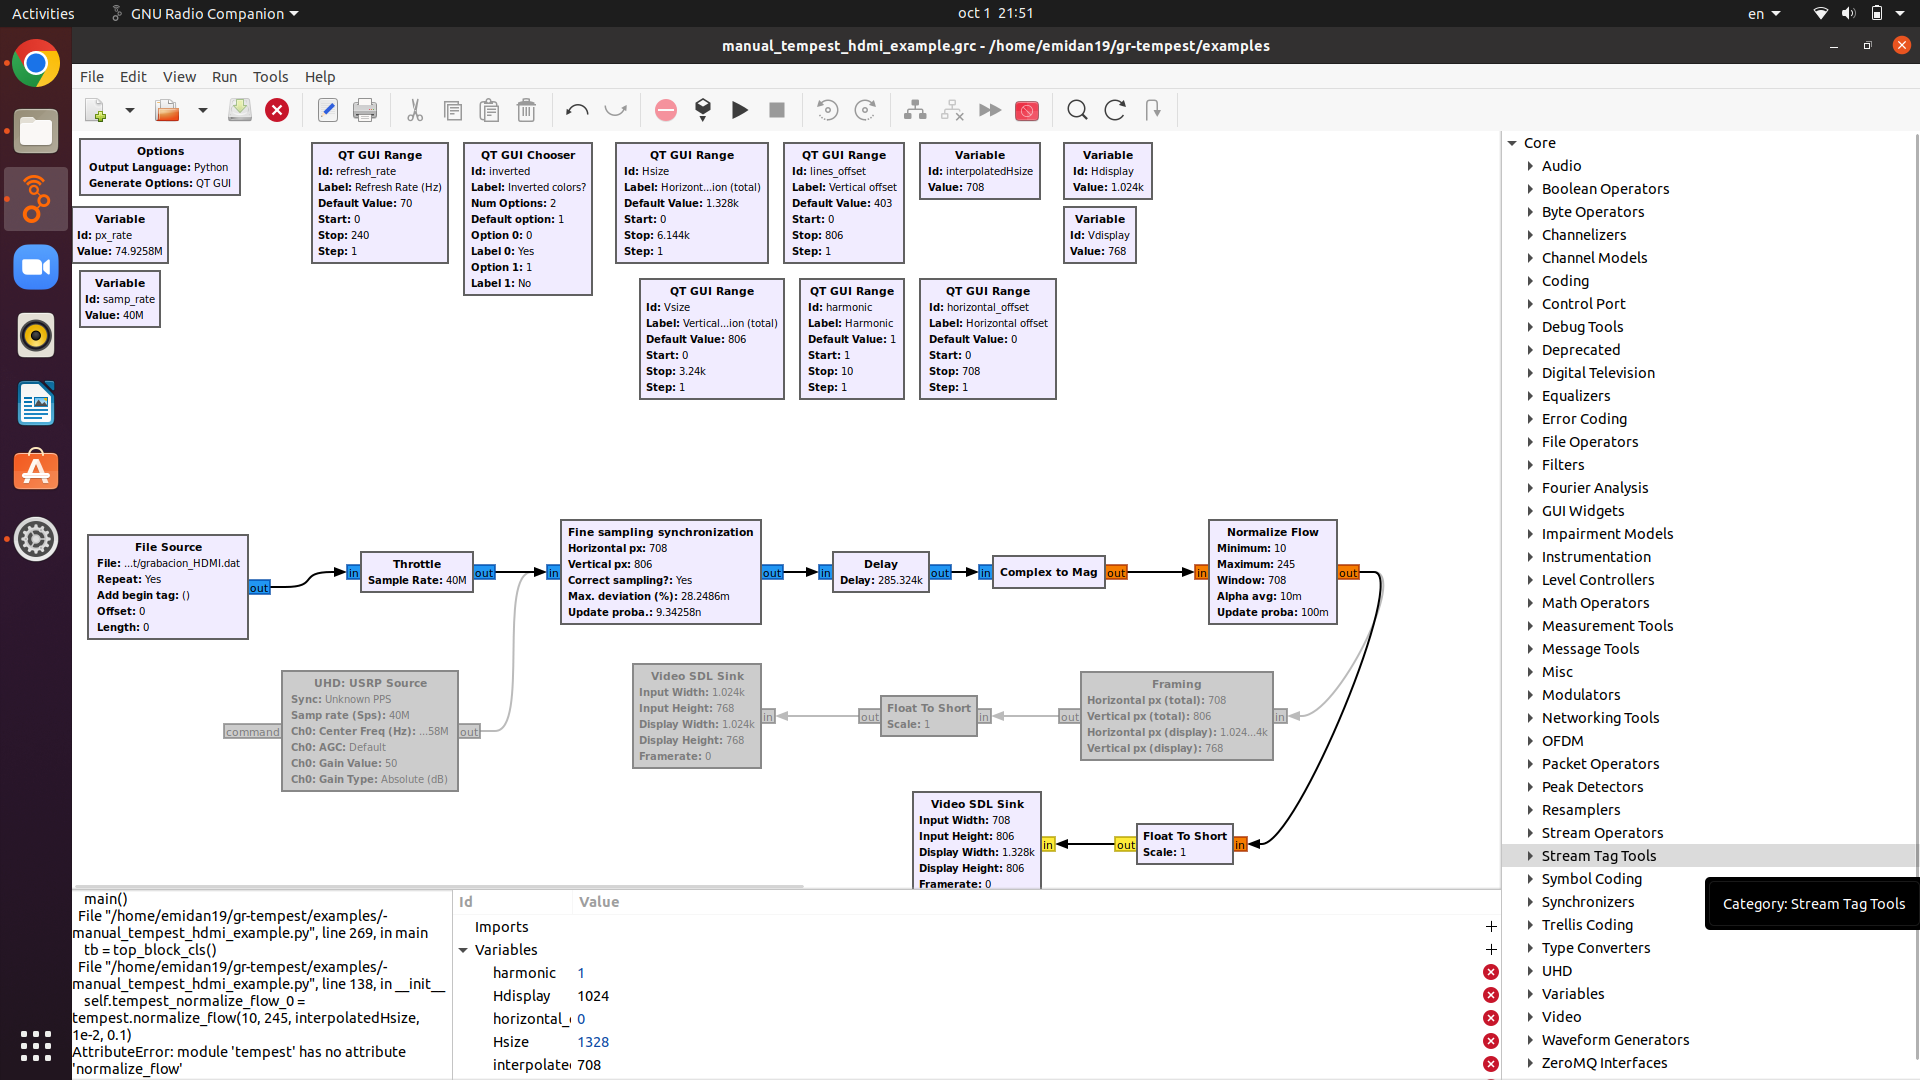 Activities
GNU Radio Companion
oct 1 21:51
en
manual_tempest_hdmi_example.grc - /home/emidan19/gr-tempest/examples
File Edit View Run Tools Help
Options
Output Language: Python
Generate Options: QT GUI
Variable
Id: px_rate
Value: 74.9258M
Variable
Id: samp_rate
Value: 40M
QT GUI Range
Id: refresh_rate
Label: Refresh Rate (Hz)
Default Value: 70
Start: 0
Stop: 240
Step: 1
QT GUI Chooser
Id: inverted
Label: Inverted colors?
Num Options: 2
Default option: 1
Option 0: 0
Label 0: Yes
Option 1: 1
Label 1: No
QT GUI Range
Id: Hsize
Label: Horizont...ion (total)
Default Value: 1.328k
Start: 0
Stop: 6.144k
Step: 1
QT GUI Range
Id: lines_offset
Label: Vertical offset
Default Value: 403
Start: 0
Stop: 806
Step: 1
Variable
Id: interpolatedHsize
Value: 708
Variable
Id: Hdisplay
Value: 1.024k
Variable
Id: Vdisplay
Value: 768
QT GUI Range
Id: Vsize
Label: Vertical...ion (total)
Default Value: 806
Start: 0
Stop: 3.24k
Step: 1
QT GUI Range
Id: harmonic
Label: Harmonic
Default Value: 1
Start: 1
Stop: 10
Step: 1
QT GUI Range
Id: horizontal_offset
Label: Horizontal offset
Default Value: 0
Start: 0
Stop: 708
Step: 1
File Source
File: ...t/grabacion_HDMI.dat
Repeat: Yes
Add begin tag: ()
Offset: 0
Length: 0
out
in
Throttle
Sample Rate: 40M
out
in
Fine sampling synchronization
Horizontal px: 708
Vertical px: 806
Correct sampling?: Yes
Max. deviation (%): 28.2486m
Update proba.: 9.34258n
out
in
Delay
Delay: 285.324k
out
in
Complex to Mag
out
in
Normalize Flow
Minimum: 10
Maximum: 245
Window: 708
Alpha avg: 10m
Update proba: 100m
out
command
UHD: USRP Source
Sync: Unknown PPS
Samp rate (Sps): 40M
Ch0: Center Freq (Hz): ...58M
Ch0: AGC: Default
Ch0: Gain Value: 50
Ch0: Gain Type: Absolute (dB)
out
Video SDL Sink
Input Width: 1.024k
Input Height: 768
Display Width: 1.024k
Display Height: 768
Framerate: 0
in
out
Float To Short
Scale: 1
in
out
Framing
Horizontal px (total): 708
Vertical px (total): 806
Horizontal px (display): 1.024...4k
Vertical px (display): 768
in
Video SDL Sink
Input Width: 708
Input Height: 806
Display Width: 1.328k
Display Height: 806
Framerate: 0
in
out
Float To Short
Scale: 1
in
main()
File "/home/emidan19/gr-tempest/examples/-
manual_tempest_hdmi_example.py", line 269, in main
tb = top_block_cls()
File "/home/emidan19/gr-tempest/examples/-
manual_tempest_hdmi_example.py", line 138, in __init__
self.tempest_normalize_flow_0 =
tempest.normalize_flow(10, 245, interpolatedHsize,
1e-2, 0.1)
AttributeError: module 'tempest' has no attribute
'normalize_flow'
Id Value
Imports
Variables
harmonic 1
Hdisplay 1024
horizontal_ 0
Hsize 1328
interpolate 708
Core
Audio
Boolean Operators
Byte Operators
Channelizers
Channel Models
Coding
Control Port
Debug Tools
Deprecated
Digital Television
Equalizers
Error Coding
File Operators
Filters
Fourier Analysis
GUI Widgets
Impairment Models
Instrumentation
Level Controllers
Math Operators
Measurement Tools
Message Tools
Misc
Modulators
Networking Tools
OFDM
Packet Operators
Peak Detectors
Resamplers
Stream Operators
Stream Tag Tools
Symbol Coding
Synchronizers
Trellis Coding
Type Converters
UHD
Variables
Video
Waveform Generators
ZeroMQ Interfaces
Category: Stream Tag Tools